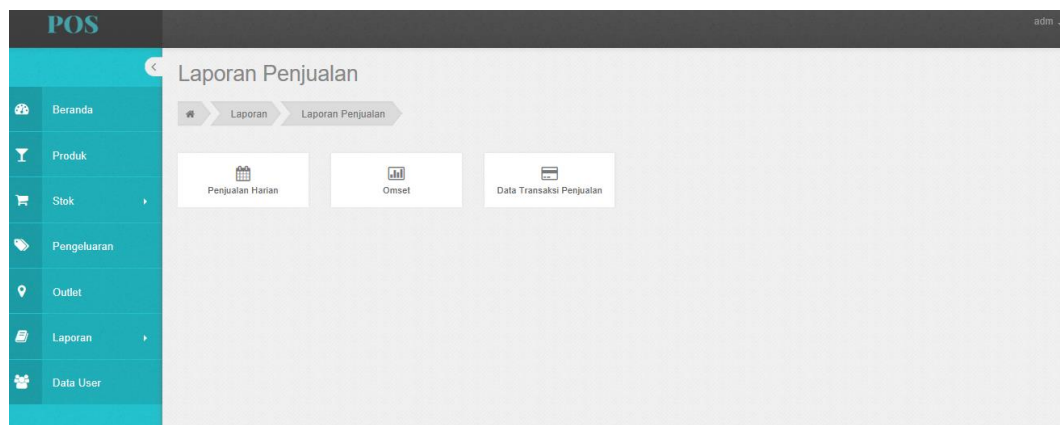 POS
adm
Laporan Penjualan
Laporan
Laporan Penjualan
Beranda
Produk
Stok
Pengeluaran
Outlet
Laporan
Data User
Penjualan Harian
Omset
Data Transaksi Penjualan